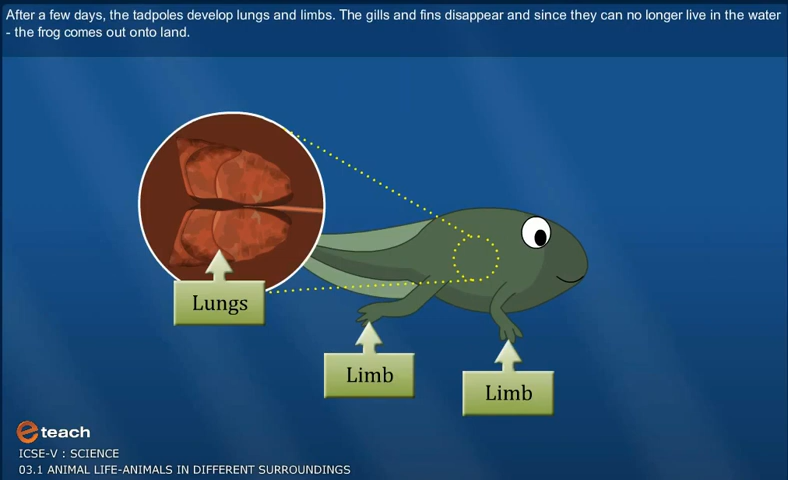 After a few days, the tadpoles develop lungs and limbs. The gills and fins disappear and since they can no longer live in the water
- the frog comes out onto land.
Lungs
Limb
Limb
eteach
ICSE-V : SCIENCE
03.1 ANIMAL LIFE-ANIMALS IN DIFFERENT SURROUNDINGS